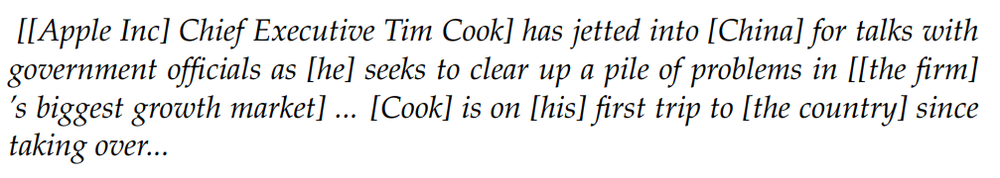 [[Apple Inc] Chief Executive Tim Cook] has jetted into [China] for talks with
government officials as [he] seeks to clear up a pile of problems in [[the firm]
’s biggest growth market] ... [Cook] is on [his] first trip to [the country] since
taking over...